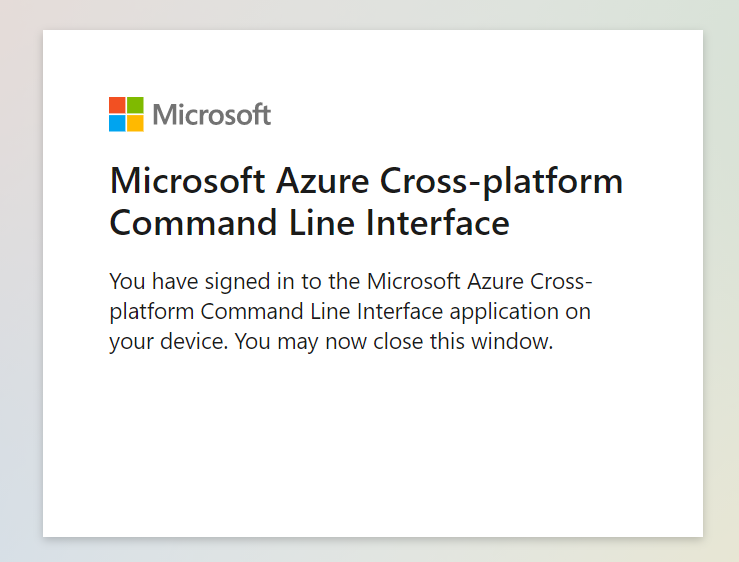 Microsoft
Microsoft Azure Cross-platform
Command Line Interface
You have signed in to the Microsoft Azure Cross-
platform Command Line Interface application on
your device. You may now close this window.